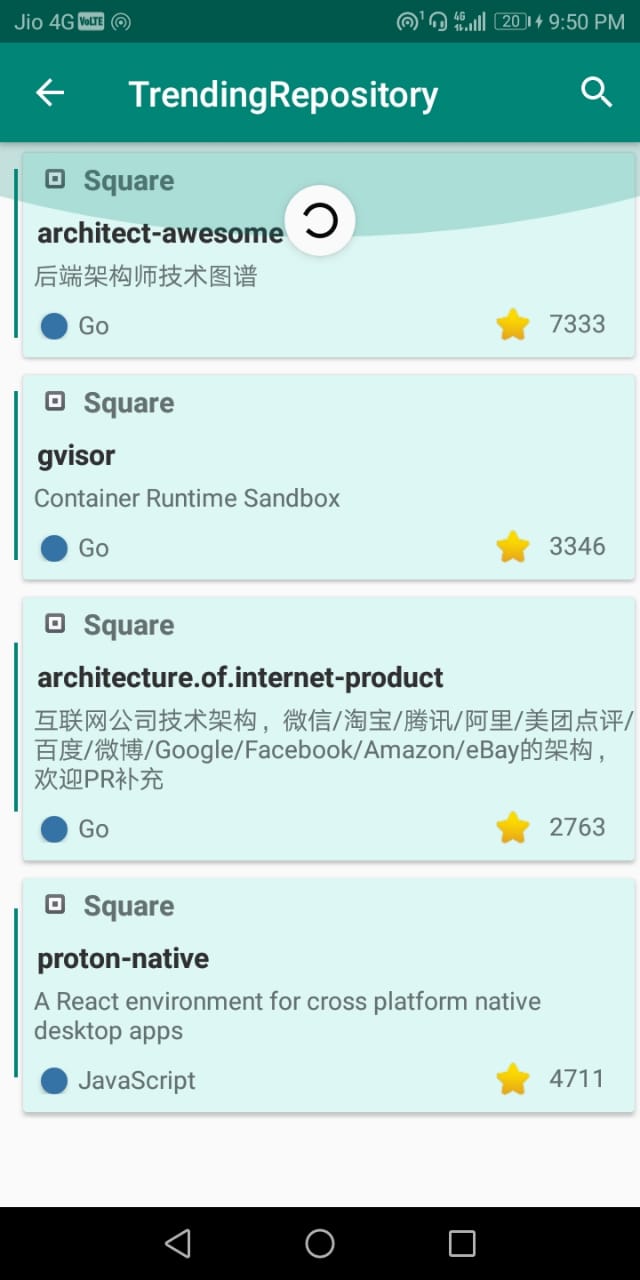 Jio 4G VoLTE 1 4G 20 9:50 PM
TrendingRepository
Square
architect-awesome
后端架构师技术图谱
Go 7333
Square
gvisor
Container Runtime Sandbox
Go 3346
Square
architecture.of.internet-product
互联网公司技术架构，微信/淘宝/腾讯/阿里/美团点评/
百度/微博/Google/Facebook/Amazon/eBay的架构，
欢迎PR补充
Go 2763
Square
proton-native
A React environment for cross platform native
desktop apps
JavaScript 4711